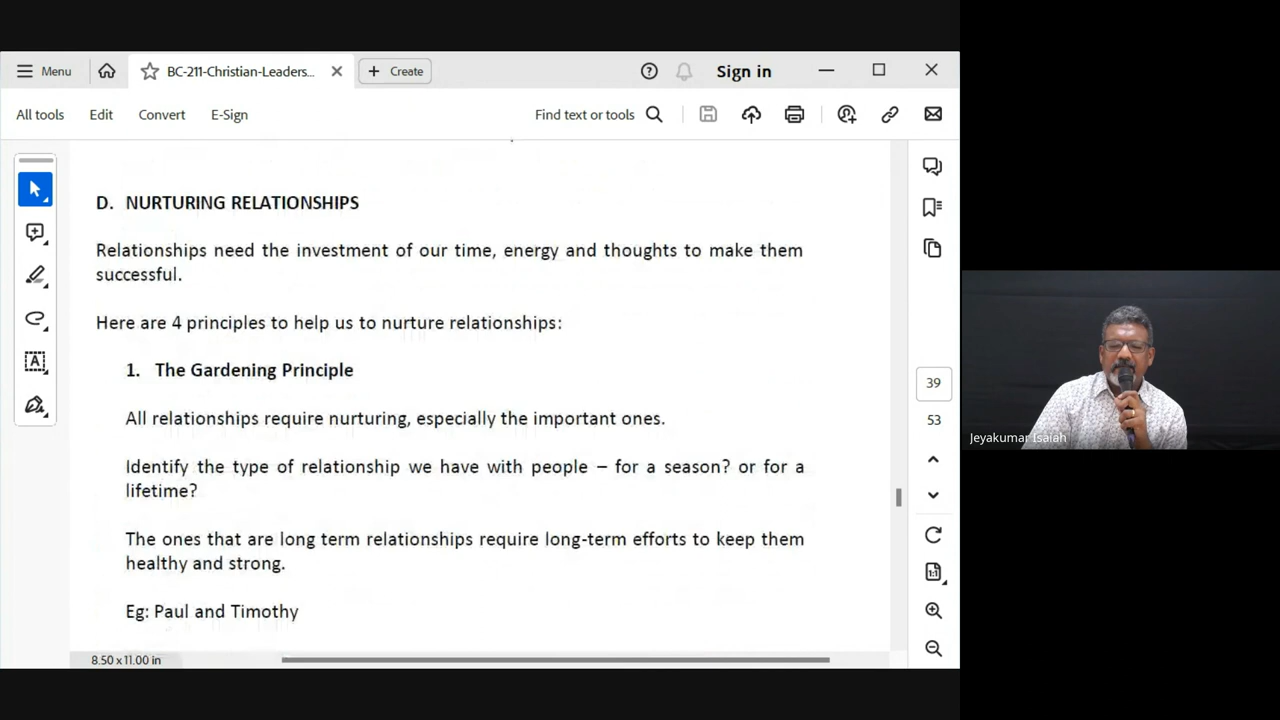 Menu
BC-211-Christian-Leaders...
Create
Sign in
All tools
Edit
Convert
E-Sign
Find text or tools
D. NURTURING RELATIONSHIPS
Relationships need the investment of our time, energy and thoughts to make them
successful.
Here are 4 principles to help us to nurture relationships:
1. The Gardening Principle
All relationships require nurturing, especially the important ones.
Identify the type of relationship we have with people – for a season? or for a
lifetime?
The ones that are long term relationships require long-term efforts to keep them
healthy and strong.
Eg: Paul and Timothy
8.50 x 11.00 in
39
53
1:1
Jeyakumar Isaiah